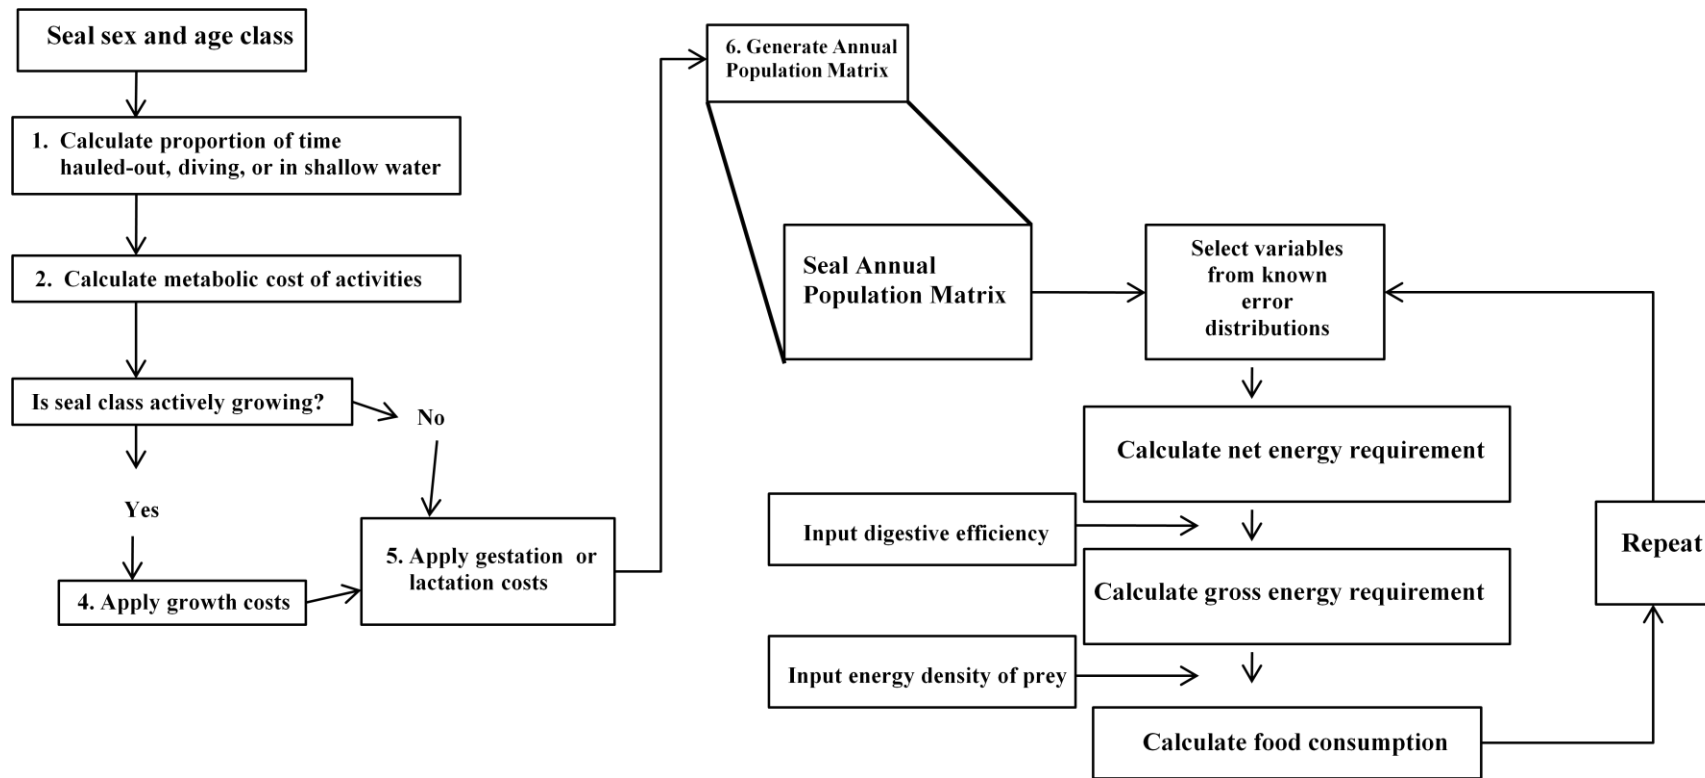 Seal sex and age class
1. Calculate proportion of time
hauled-out, diving, or in shallow water
2. Calculate metabolic cost of activities
Is seal class actively growing?
No
Yes
4. Apply growth costs
5. Apply gestation or
lactation costs
6. Generate Annual
Population Matrix
Seal Annual
Population Matrix
Select variables
from known
error
distributions
Calculate net energy requirement
Input digestive efficiency
Calculate gross energy requirement
Input energy density of prey
Calculate food consumption
Repeat